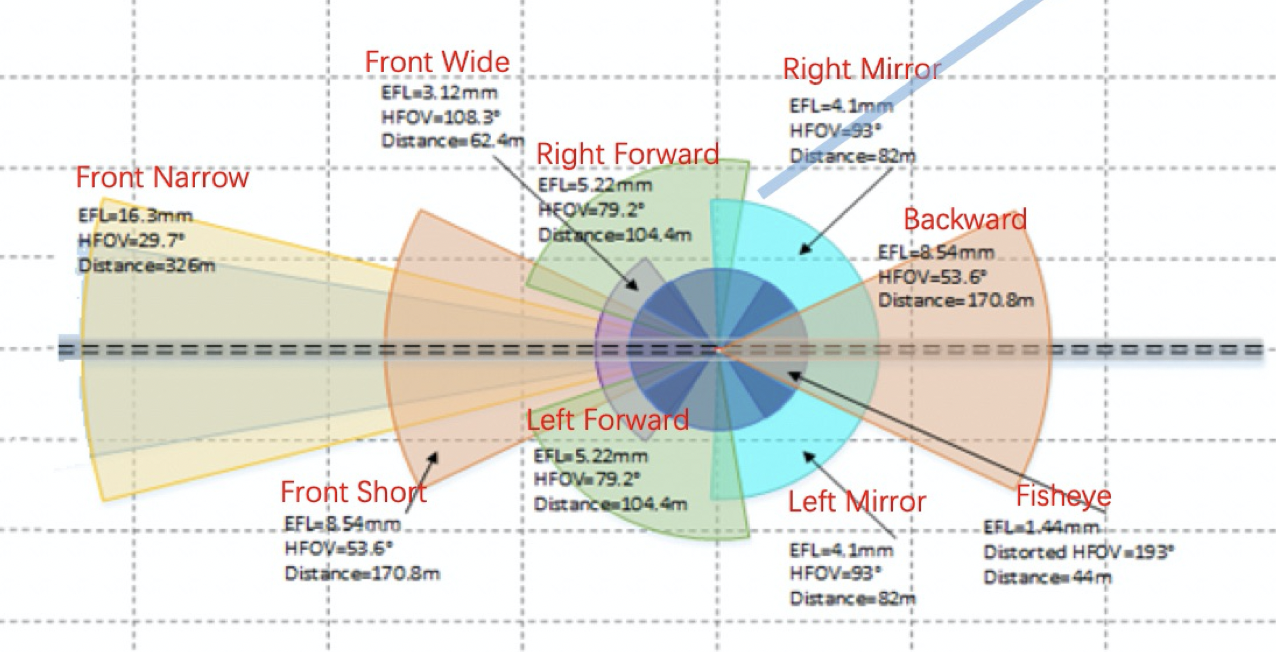 Front Wide
EFL=3.12mm
HFOV=108.3°
Distance=62.4m
Right Mirror
EFL=4.1mm
HFOV=93°
Distance=82m
Right Forward
EFL=5.22mm
HFOV=79.2°
Distance=104.4m
Front Narrow
EFL=16.3mm
HFOV=29.7°
Distance=326m
Backward
EFL=8.54mm
HFOV=53.6°
Distance=170.8m
Left Forward
EFL=5.22mm
HFOV=79.2°
Distance=104.4m
Front Short
EFL=8.54mm
HFOV=53.6°
Distance=170.8m
Left Mirror
EFL=4.1mm
HFOV=93°
Distance=82m
Fisheye
EFL=1.44mm
Distorted HFOV=193°
Distance=44m